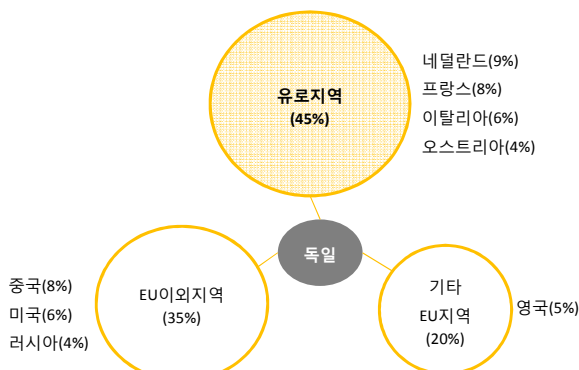 유로지역
(45%)
네덜란드(9%)
프랑스(8%)
이탈리아(6%)
오스트리아(4%)
독일
중국(8%)
미국(6%)
러시아(4%)
EU이외지역
(35%)
기타
EU지역
(20%)
영국(5%)